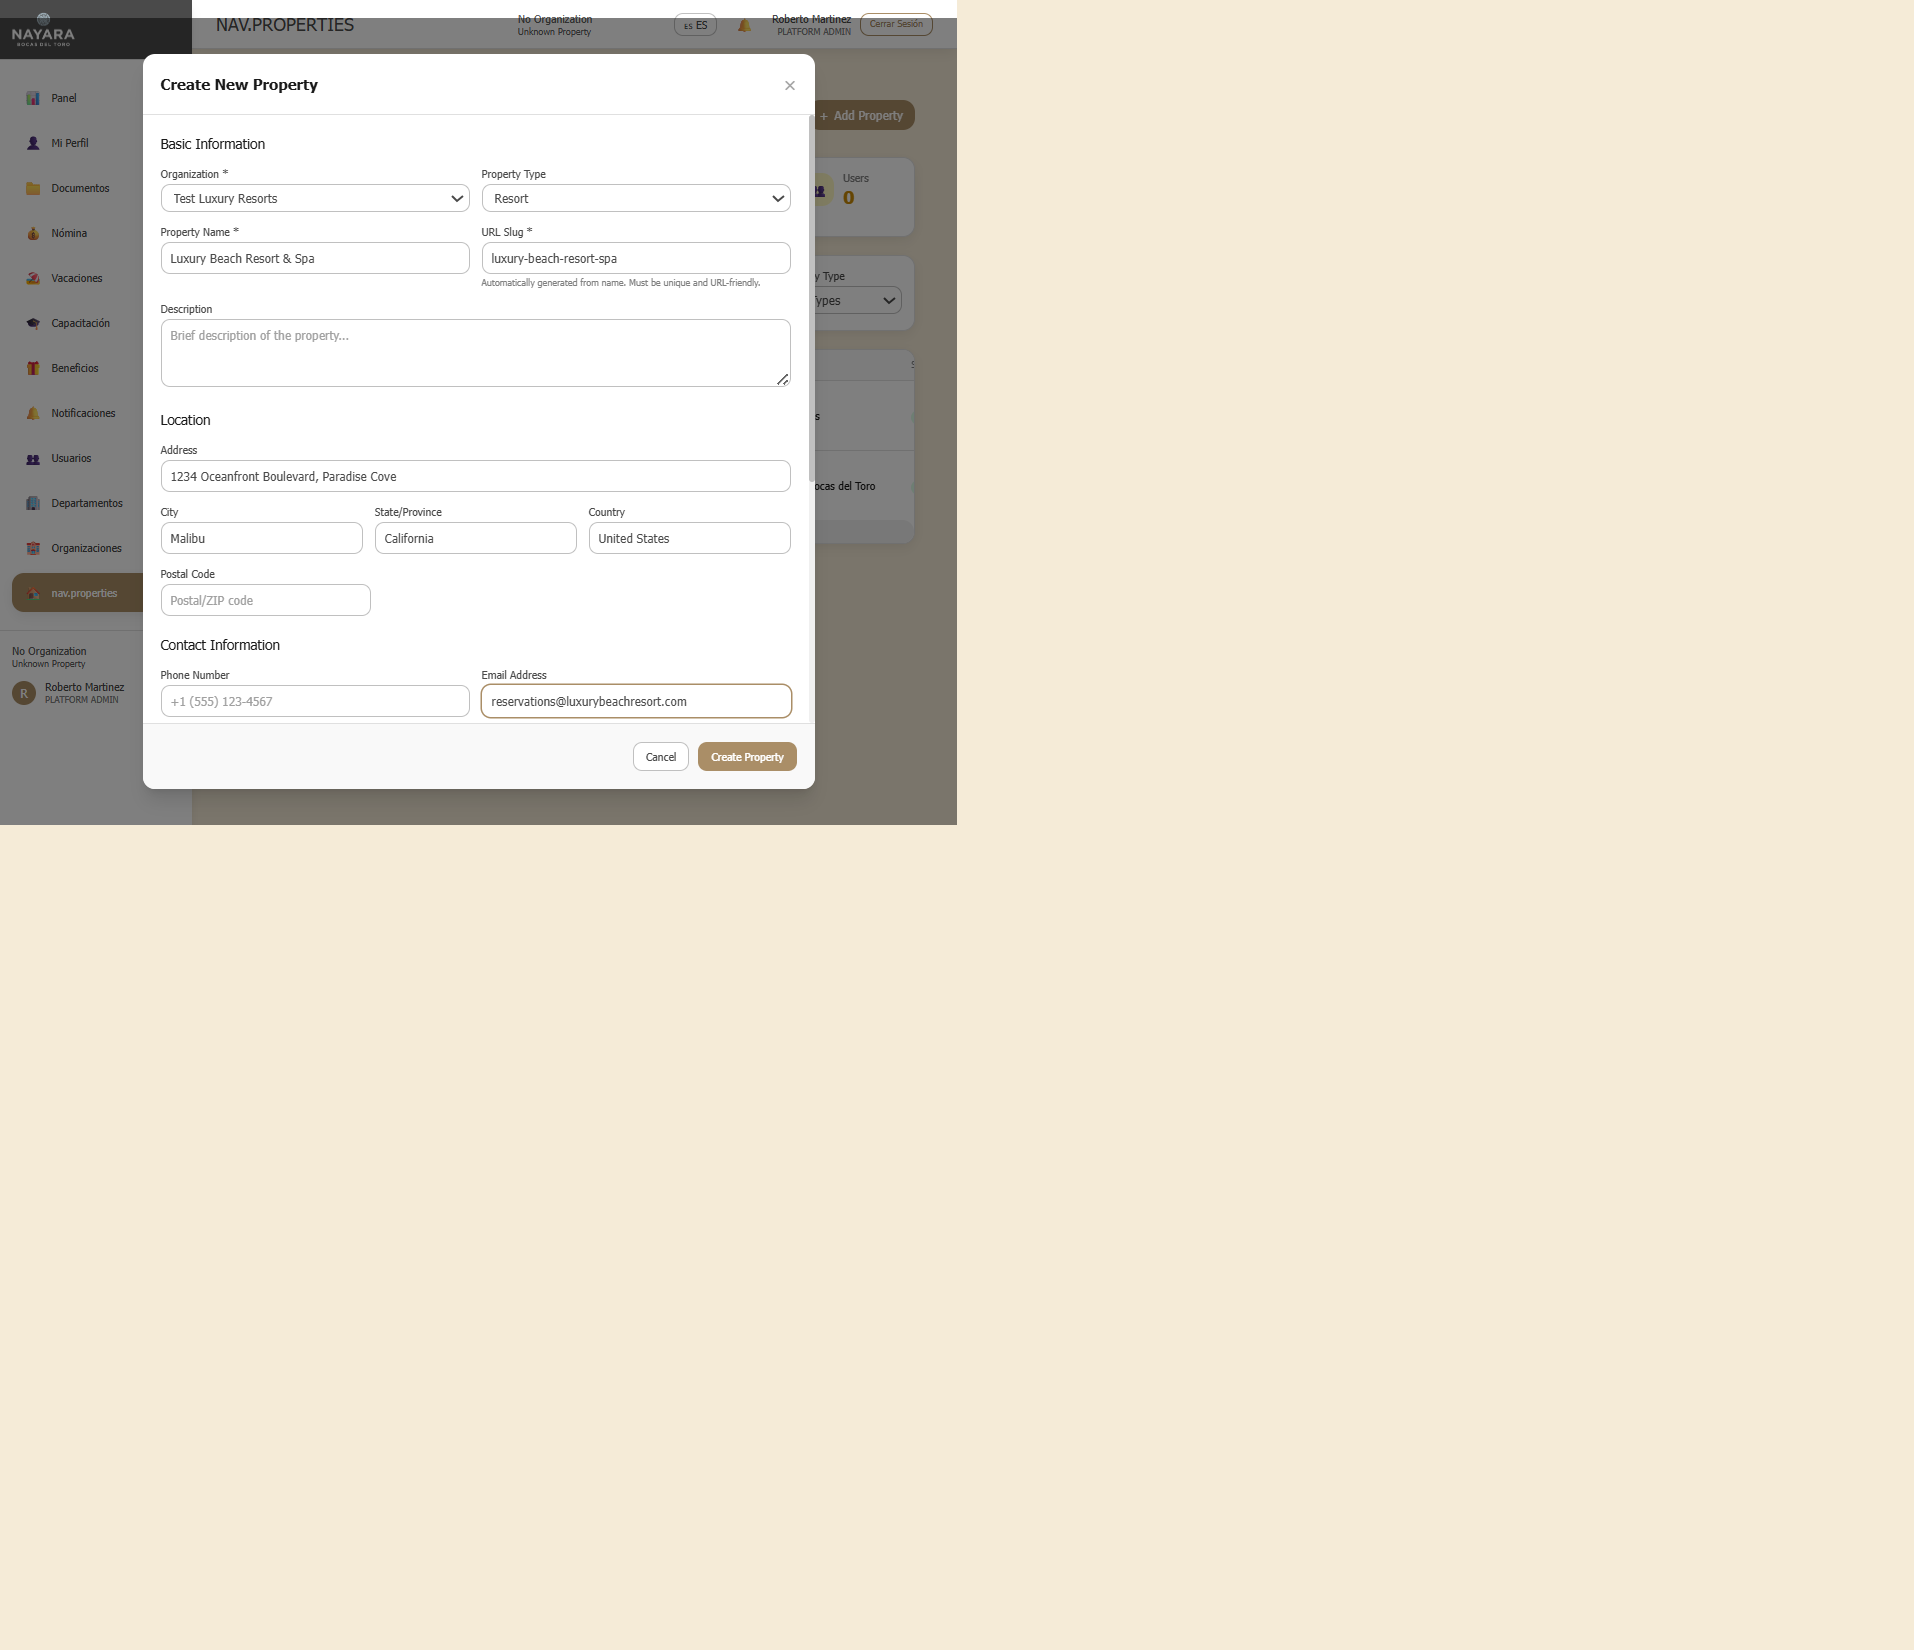 NAYARA
BOCAS DEL TORO
NAV.PROPERTIES
No Organization
Unknown Property
ES ES
Roberto Martinez
PLATFORM ADMIN
Cerrar Sesión
Panel
Mi Perfil
Documentos
Nómina
Vacaciones
Capacitación
Beneficios
Notificaciones
Usuarios
Departamentos
Organizaciones
nav.properties
No Organization
Unknown Property
R
Roberto Martinez
PLATFORM ADMIN
+ Add Property
Users
0
y Type
Types
s
ocas del Toro
Create New Property
×
Basic Information
Organization *
Property Type
Test Luxury Resorts
Resort
Property Name *
URL Slug *
Luxury Beach Resort & Spa
luxury-beach-resort-spa
Automatically generated from name. Must be unique and URL-friendly.
Description
Brief description of the property...
Location
Address
1234 Oceanfront Boulevard, Paradise Cove
City
State/Province
Country
Malibu
California
United States
Postal Code
Postal/ZIP code
Contact Information
Phone Number
Email Address
+1 (555) 123-4567
reservations@luxurybeachresort.com
Cancel
Create Property